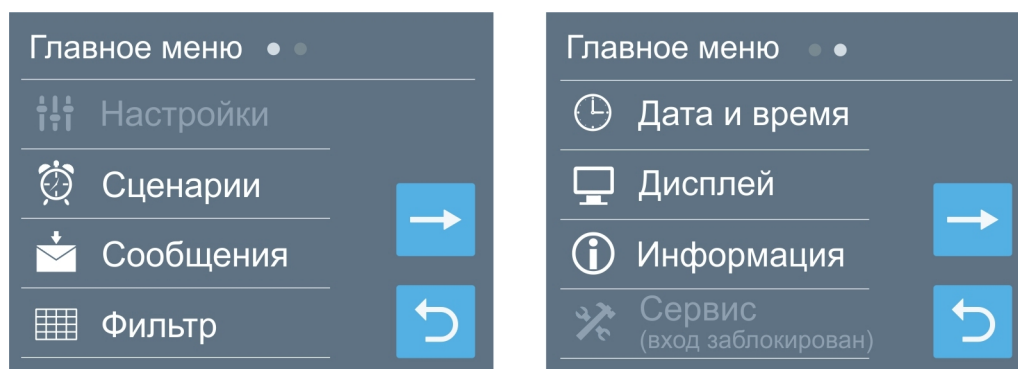 Главное меню
Настройки
Сценарии
Сообщения
Фильтр
Главное меню
Дата и время
Дисплей
Информация
Сервис
(вход заблокирован)